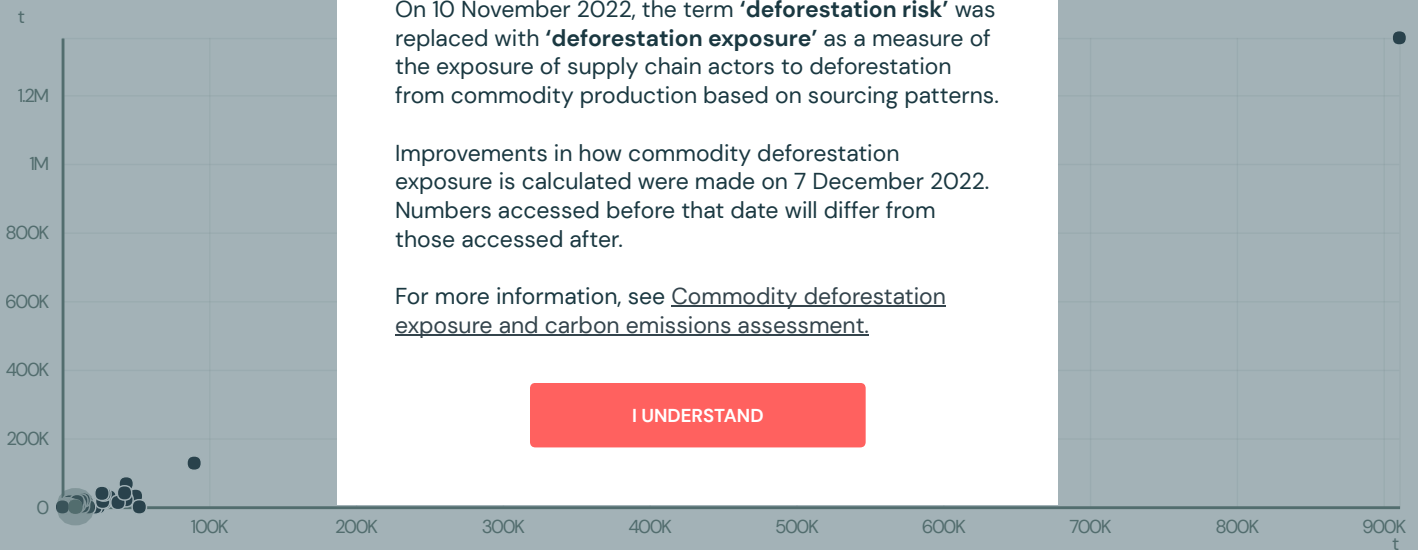 t
On 10 November 2022, the term ‘deforestation risk’ was
replaced with ‘deforestation exposure’ as a measure of
the exposure of supply chain actors to deforestation
from commodity production based on sourcing patterns.
Improvements in how commodity deforestation
exposure is calculated were made on 7 December 2022.
Numbers accessed before that date will differ from
those accessed after.
For more information, see Commodity deforestation
exposure and carbon emissions assessment.
I UNDERSTAND
1.2M
1M
800K
600K
400K
200K
0
100K 200K 300K 400K 500K 600K 700K 800K 900K
t